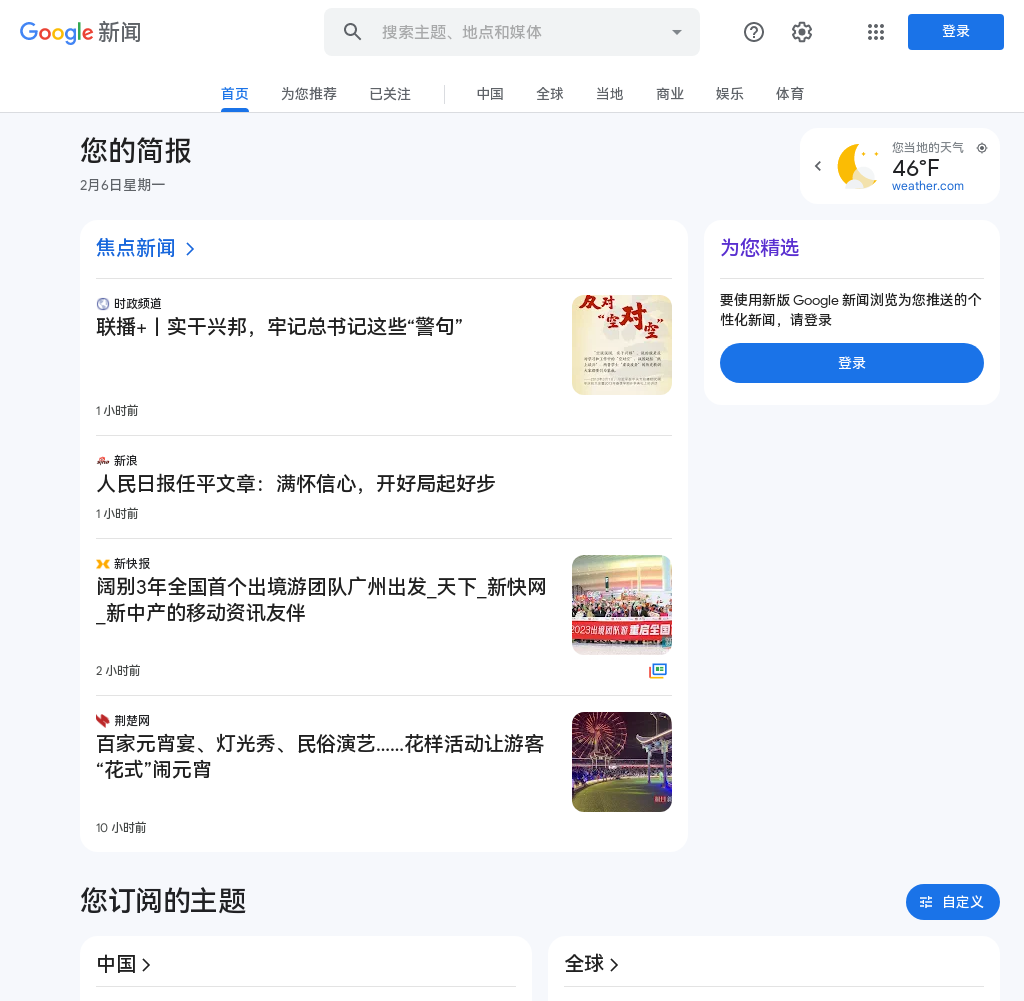 Google 新闻
搜索主题、地点和媒体
登录
首页
为您推荐
已关注
中国
全球
当地
商业
娱乐
体育
您的简报
2月6日星期一
您当地的天气
46°F
weather.com
焦点新闻
时政频道
联播+丨实干兴邦，牢记总书记这些“警句”
反对
“空对空”
1 小时前
sina 新浪
人民日报任平文章：满怀信心，开好局起好步
1 小时前
新快报
阔别3年全国首个出境游团队广州出发_天下_新快网
_新中产的移动资讯友伴
2023出境团队游 重启全国
2 小时前
荆楚网
百家元宵宴、灯光秀、民俗演艺……花样活动让游客
“花式”闹元宵
10 小时前
为您精选
要使用新版 Google 新闻浏览为您推送的个
性化新闻，请登录
登录
您订阅的主题
自定义
中国
全球